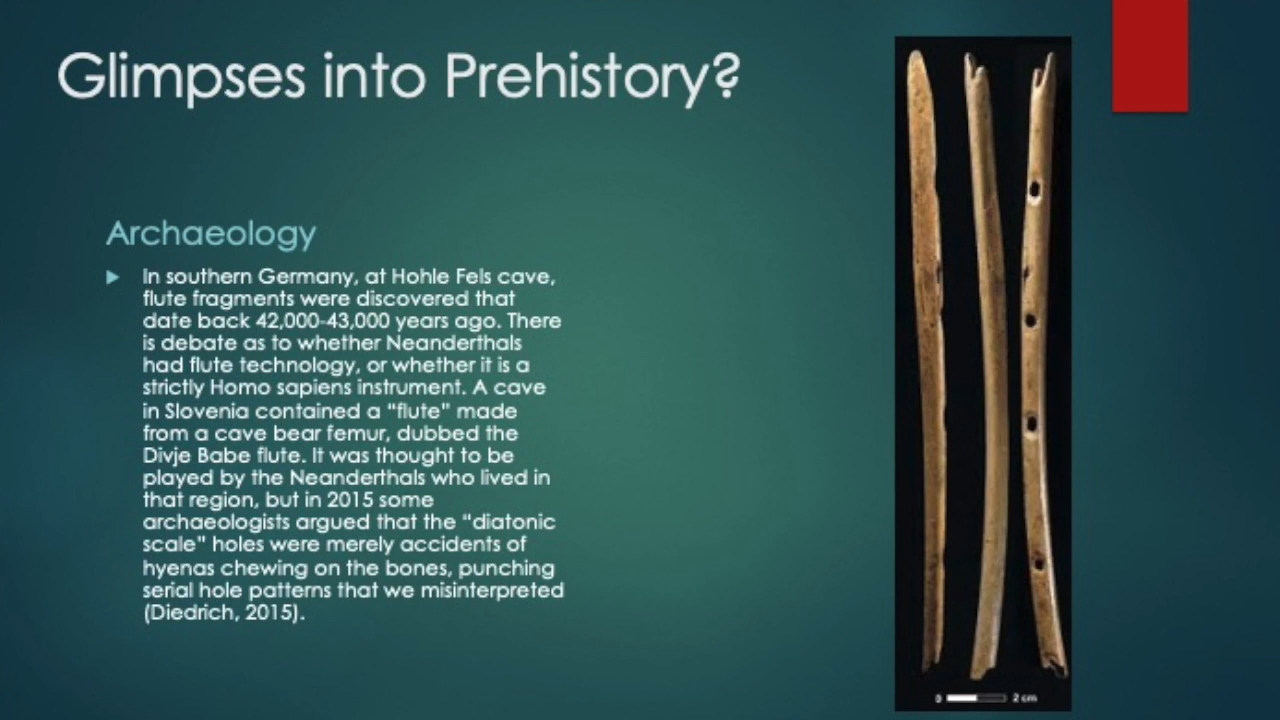 Glimpses into Prehistory?
Archaeology
In southern Germany, at Hohle Fels cave,
flute fragments were discovered that
date back 42,000-43,000 years ago. There
is debate as to whether Neanderthals
had flute technology, or whether it is a
strictly Homo sapiens instrument. A cave
in Slovenia contained a “flute” made
from a cave bear femur, dubbed the
Divje Babe flute. It was thought to be
played by the Neanderthals who lived in
that region, but in 2015 some
archaeologists argued that the “diatonic
scale” holes were merely accidents of
hyenas chewing on the bones, punching
serial hole patterns that we misinterpreted
(Diedrich, 2015).
0 2 cm